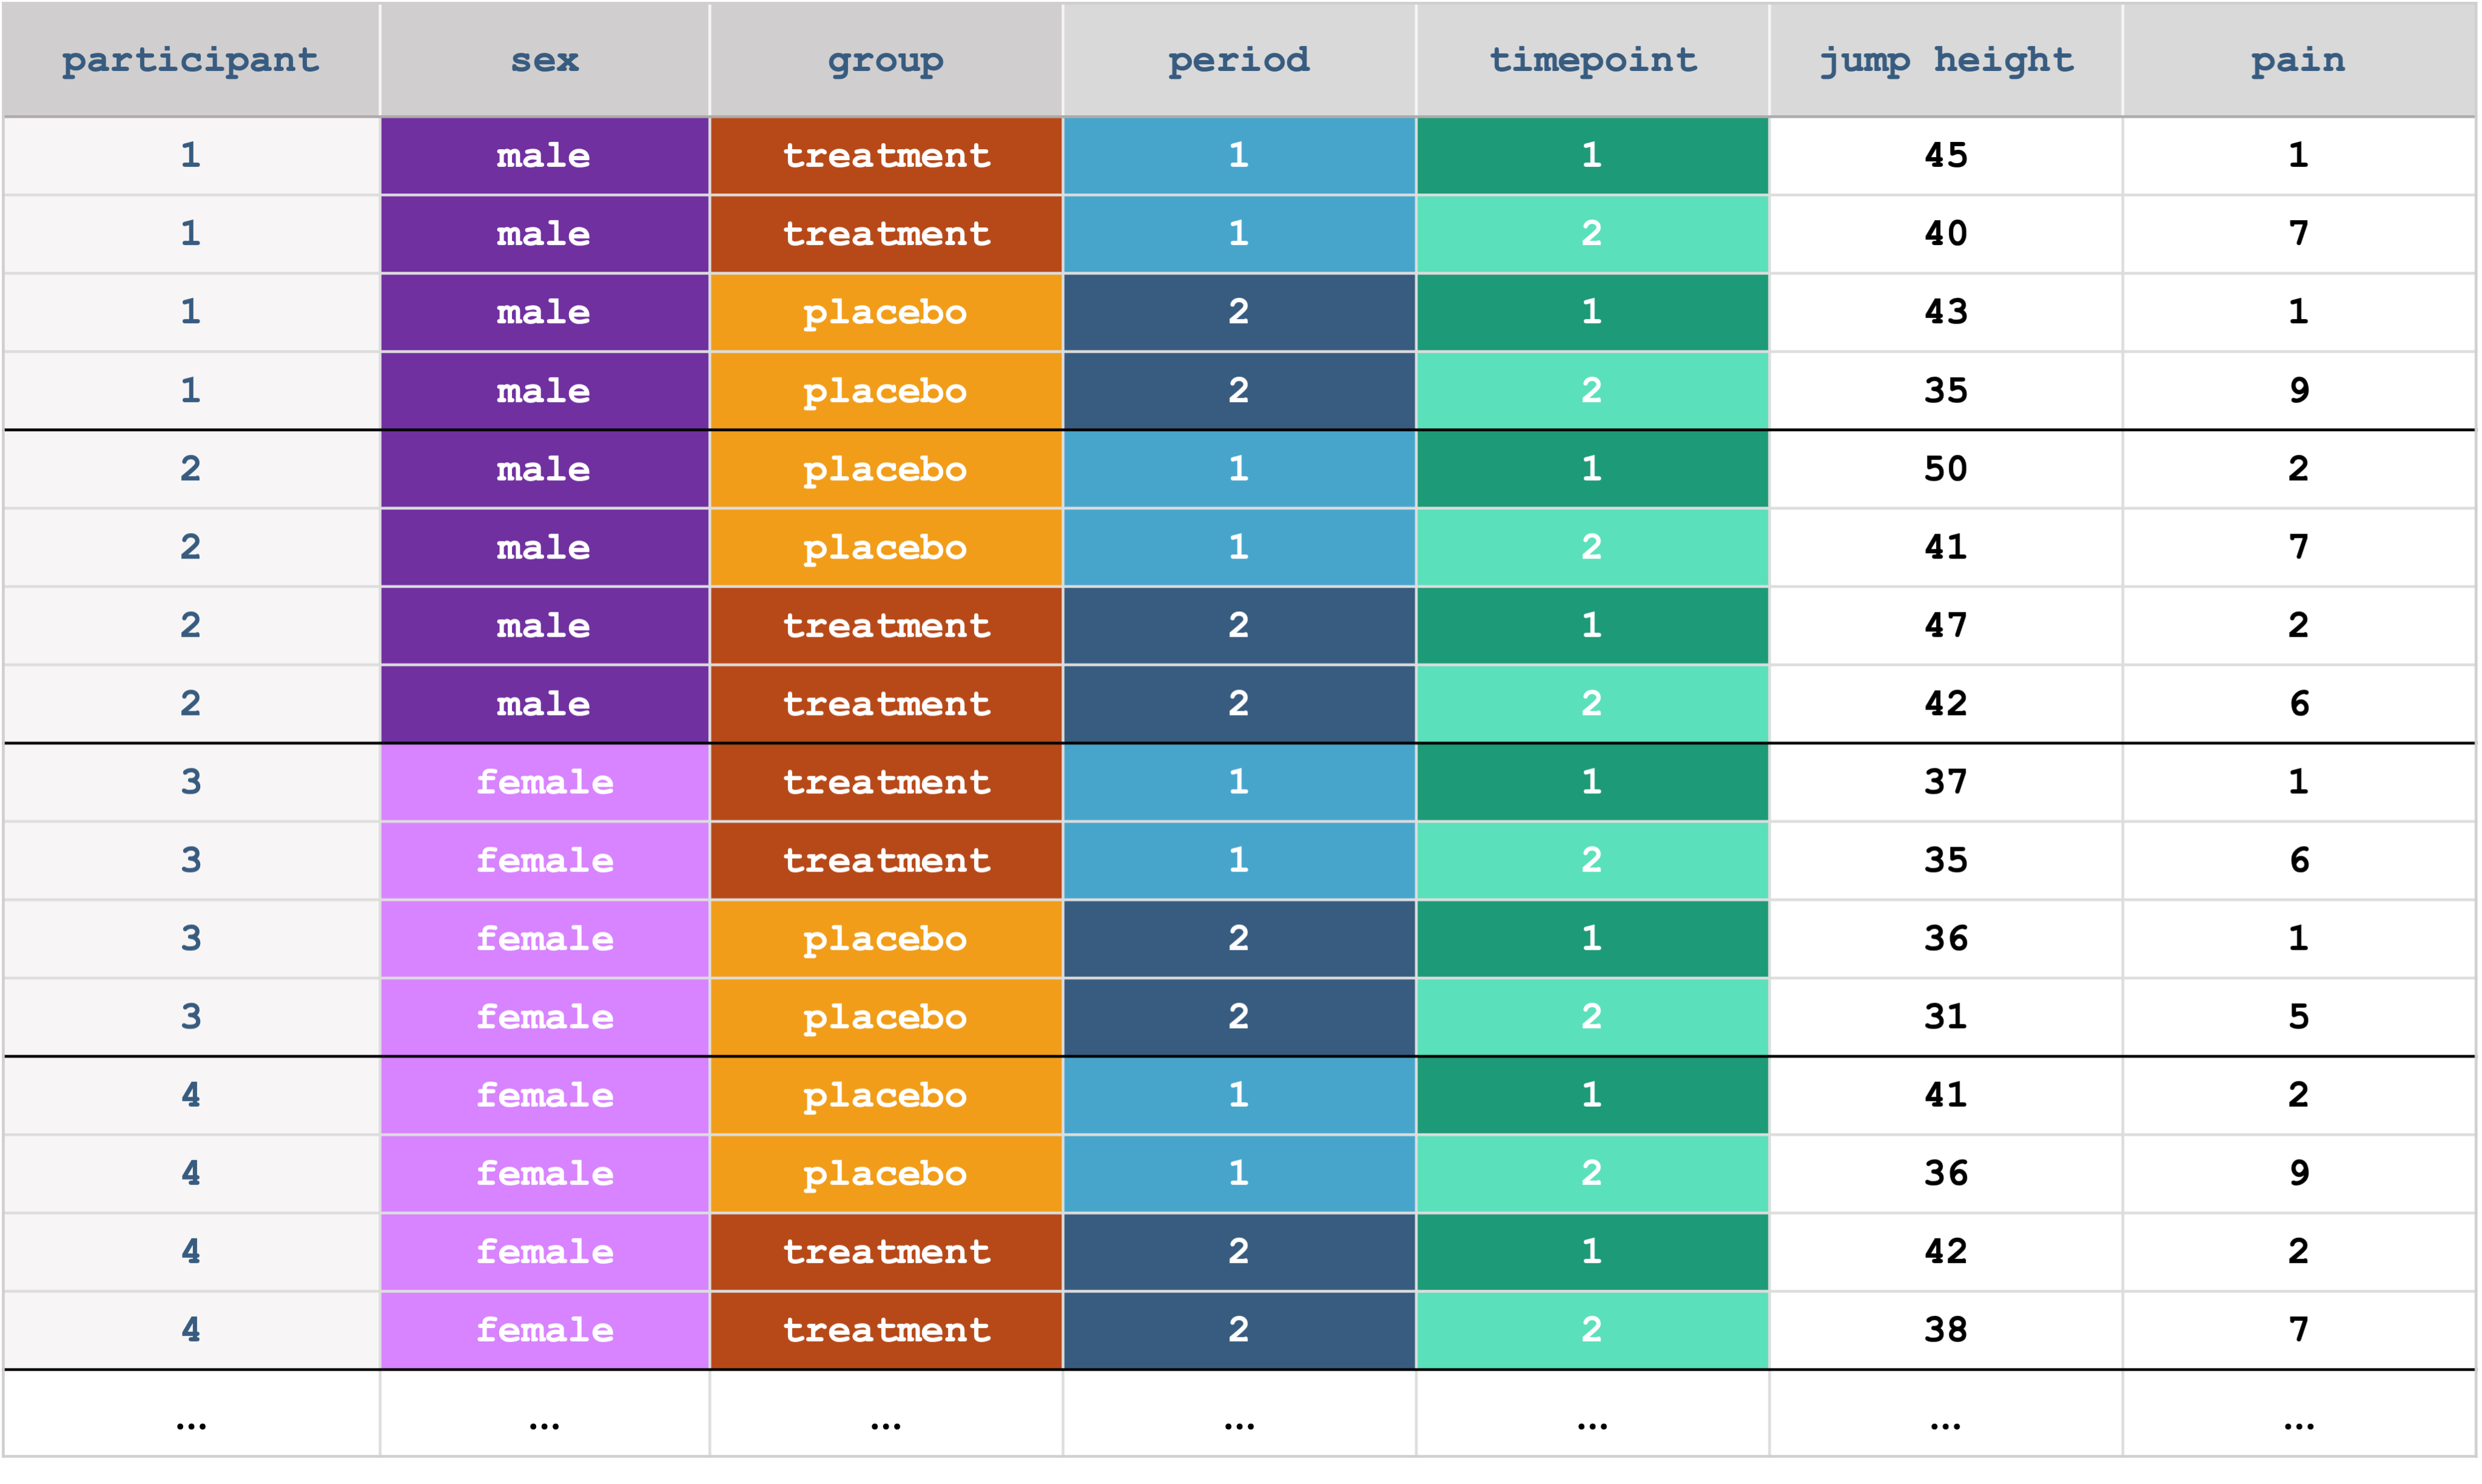 participant sex group period timepoint jump height pain
1 male treatment 1 1 45 1
1 male treatment 1 2 40 7
1 male placebo 2 1 43 1
1 male placebo 2 2 35 9
2 male placebo 1 1 50 2
2 male placebo 1 2 41 7
2 male treatment 2 1 47 2
2 male treatment 2 2 42 6
3 female treatment 1 1 37 1
3 female treatment 1 2 35 6
3 female placebo 2 1 36 1
3 female placebo 2 2 31 5
4 female placebo 1 1 41 2
4 female placebo 1 2 36 9
4 female treatment 2 1 42 2
4 female treatment 2 2 38 7
… … … … … … …